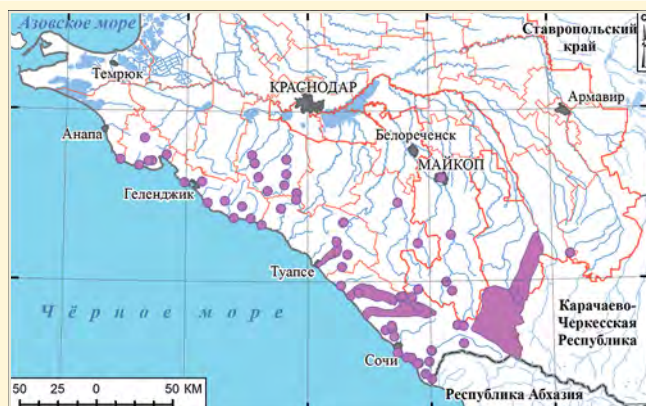 Азовское море
Ставропольский
край
Темрюк
КРАСНОДАР
Армавир
Анапа
Белореченск
МАЙКОП
Геленджик
Туапсе
Чёрное море
Карачаево-
Черкесская
Республика
Сочи
50 25 0 50 КМ
Республика Абхазия